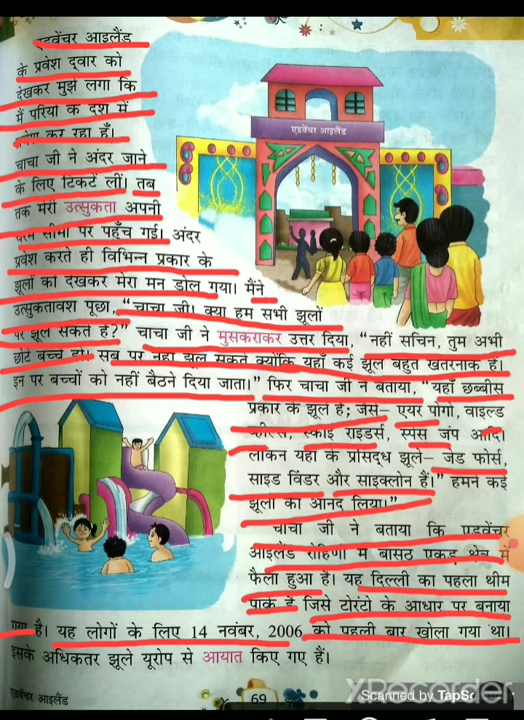 एडवेंचर आइलैंड
के प्रवेश द्वार को
देखकर मुझे लगा कि
मैं परियों के देश में
कर रहा हूँ।
चाचा जी ने अंदर जाने
के लिए टिकटें लीं। तब
तक मेरी उत्सुकता अपनी
चरम सीमा पर पहुँच गई। अंदर
प्रवेश करते ही विभिन्न प्रकार के
झूलों को देखकर मेरा मन डोल गया। मैंने
उत्सुकतावश पूछा, “चाचा जी! क्या हम सभी झूलों
पर झूल सकते हैं?” चाचा जी ने मुसकराकर उत्तर दिया, “नहीं सचिन, तुम अभी
छोटे बच्चे हो। सब पर नहीं झूल सकते क्योंकि यहाँ कई झूले बहुत खतरनाक हैं।
इन पर बच्चों को नहीं बैठने दिया जाता।” फिर चाचा जी ने बताया, “यहाँ छब्बीस
प्रकार के झूले हैं; जैसे– एयर पोगो, वाइल्ड
व्हील्स, स्काई राइडर्स, स्पेस जंप आदि।
लेकिन यहाँ के प्रसिद्ध झूले– जेड फोर्स,
साइड विंडर और साइक्लोन हैं।” हमने कई
झूलों का आनंद लिया।”
चाचा जी ने बताया कि एडवेंचर
आइलैंड रोहिणी में बासठ एकड़ क्षेत्र में
फैला हुआ है। यह दिल्ली का पहला थीम
पार्क है जिसे टोरंटो के आधार पर बनाया
गया है। यह लोगों के लिए 14 नवंबर, 2006 को पहली बार खोला गया था।
इसके अधिकतर झूले यूरोप से आयात किए गए हैं।
एडवेंचर आइलैंड
एडवेंचर आइलैंड
69
Scanned by TapSc
XRecorder